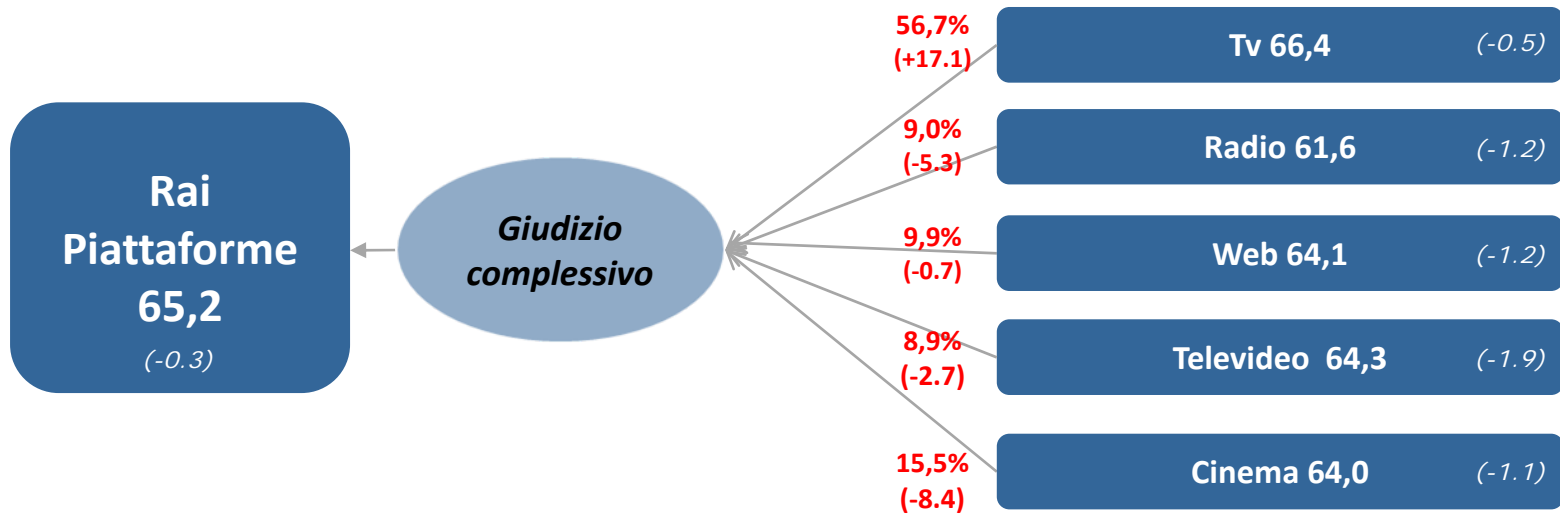 Rai
Piattaforme
65,2
(-0.3)
Giudizio
complessivo
56,7%
(+17.1)
Tv 66,4 (-0.5)
9,0%
(-5.3)
Radio 61,6 (-1.2)
9,9%
(-0.7)
Web 64,1 (-1.2)
8,9%
(-2.7)
Televideo 64,3 (-1.9)
15,5%
(-8.4)
Cinema 64,0 (-1.1)